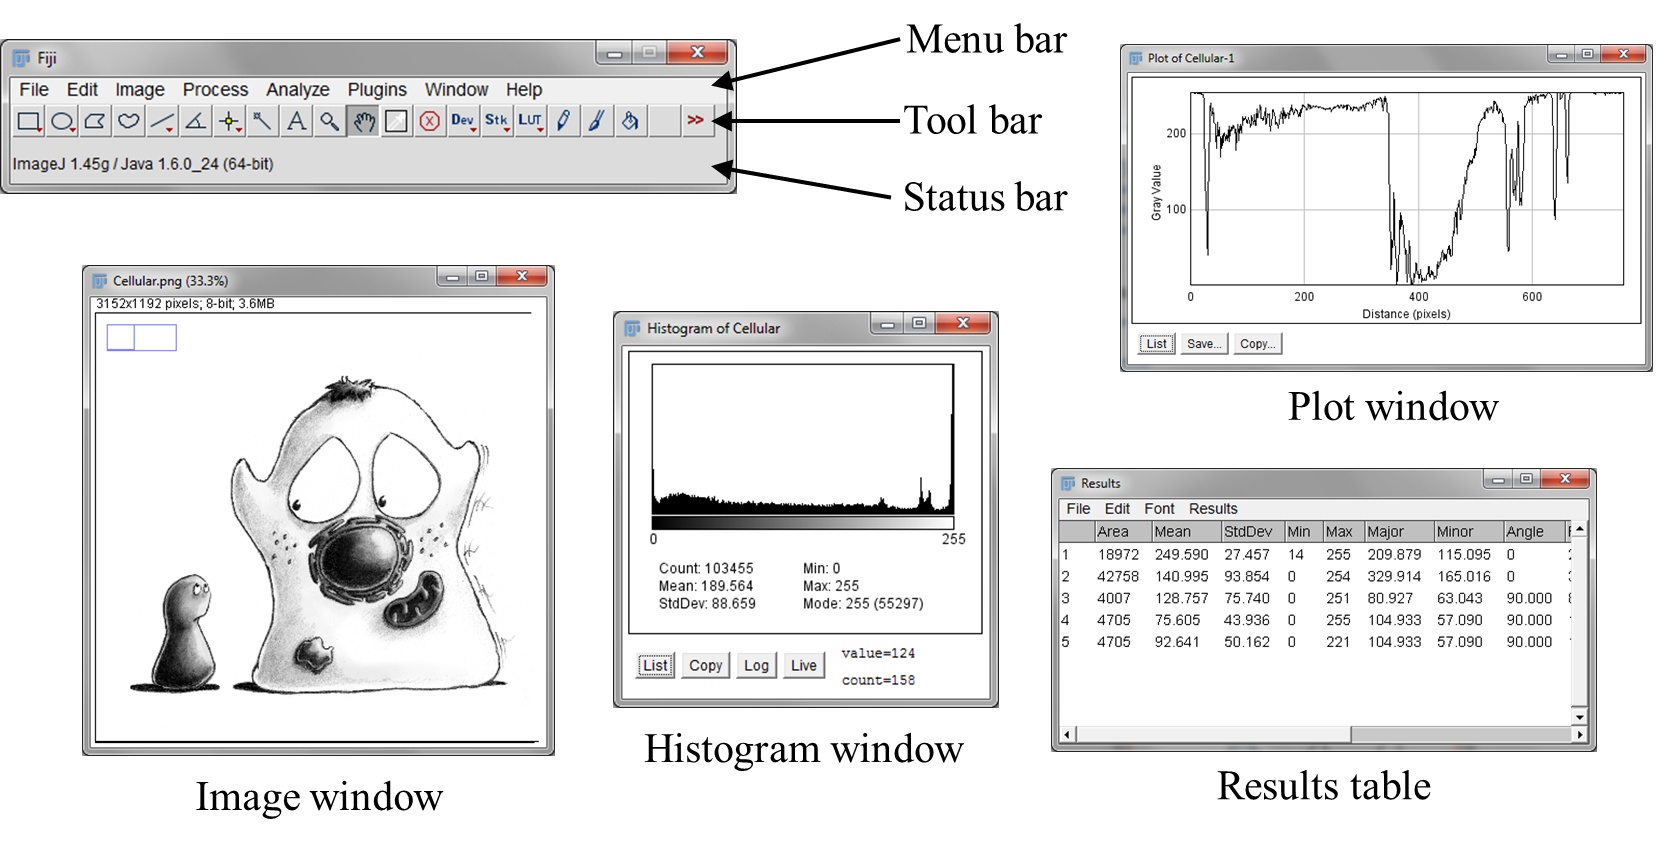 Fiji
File Edit Image Process Analyze Plugins Window Help
A Dev Stk LUT >>
ImageJ 1.45g / Java 1.6.0_24 (64-bit)
Menu bar
Tool bar
Status bar
Plot of Cellular-1
200
100
Gray Value
0 200 400 600
Distance (pixels)
List Save... Copy...
Plot window
Cellular.png (33.3%)
3152x1192 pixels; 8-bit; 3.6MB
Image window
Histogram of Cellular
0 255
Count: 103455 Min: 0
Mean: 189.564 Max: 255
StdDev: 88.659 Mode: 255 (55297)
List Copy Log Live value=124
count=158
Histogram window
Results
File Edit Font Results
Area Mean StdDev Min Max Major Minor Angle
1 18972 249.590 27.457 14 255 209.879 115.095 0
2 42758 140.995 93.854 0 254 329.914 165.016 0
3 4007 128.757 75.740 0 251 80.927 63.043 90.000
4 4705 75.605 43.936 0 255 104.933 57.090 90.000
5 4705 92.641 50.162 0 221 104.933 57.090 90.000
Results table